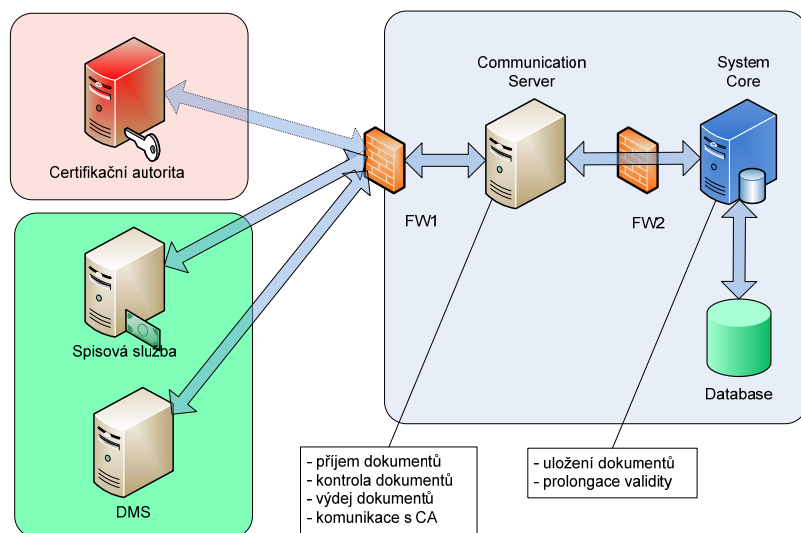 Certifikační autorita
Spisová služba
DMS
FW1
Communication
Server
FW2
System
Core
Database
- příjem dokumentů
- kontrola dokumentů
- výdej dokumentů
- komunikace s CA
- uložení dokumentů
- prolongace validity